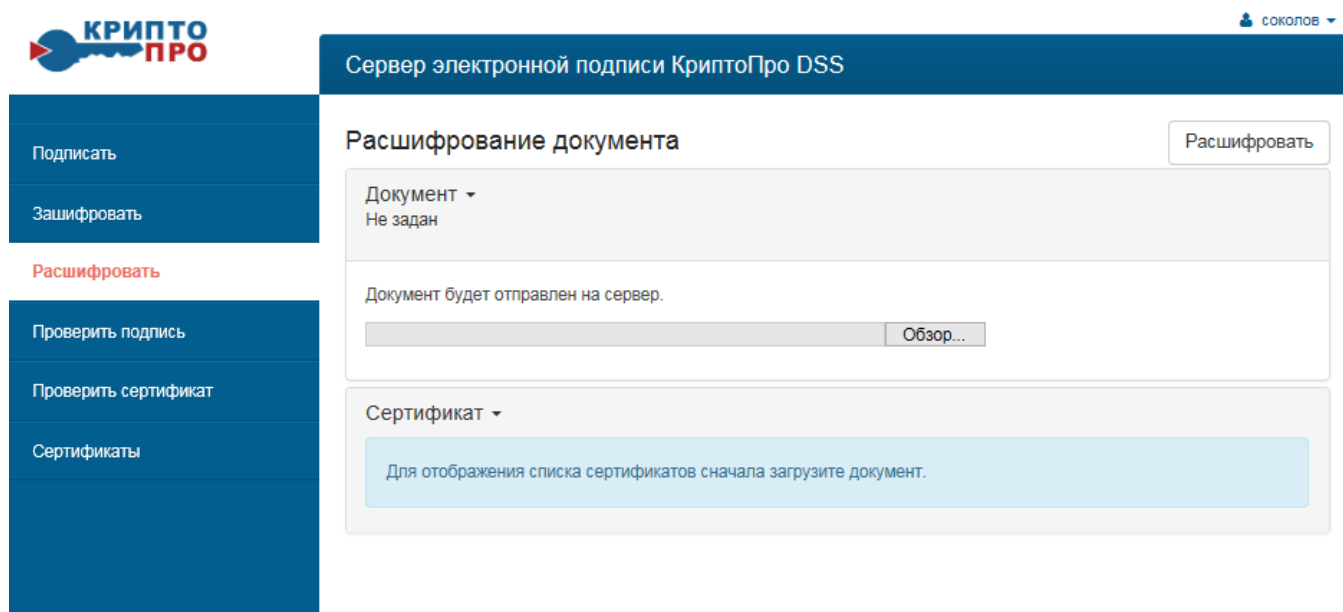 КРИПТО
ПРО
соколов
Сервер электронной подписи КриптоПро DSS
Подписать
Зашифровать
Расшифровать
Проверить подпись
Проверить сертификат
Сертификаты
Расшифрование документа
Расшифровать
Документ
Не задан
Документ будет отправлен на сервер.
Обзор...
Сертификат
Для отображения списка сертификатов сначала загрузите документ.